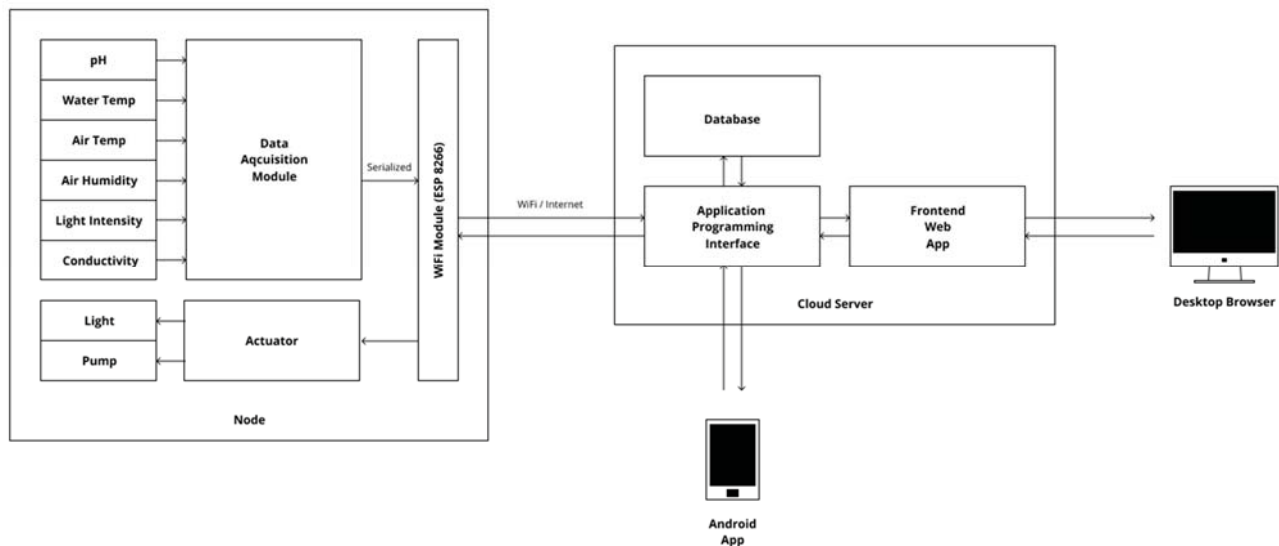 pH
Water Temp
Air Temp
Air Humidity
Light Intensity
Conductivity
Data
Aqcuisition
Module
Serialized
WiFi Module (ESP 8266)
Light
Pump
Actuator
Node
WiFi / Internet
Database
Application
Programming
Interface
Frontend
Web
App
Cloud Server
Desktop Browser
Android
App